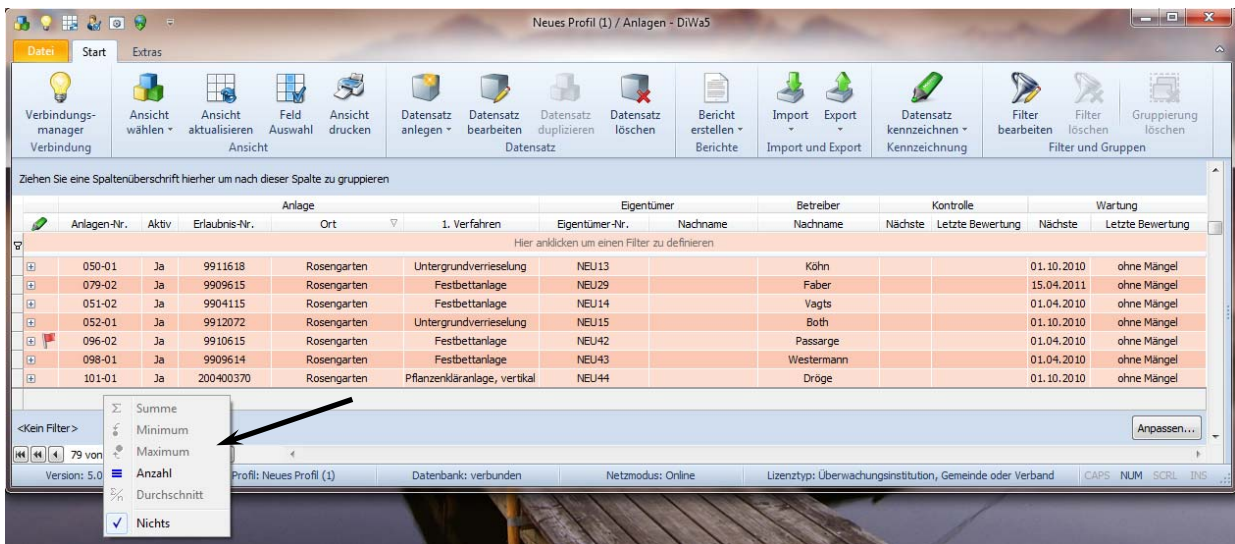 Neues Profil (1) / Anlagen - DiWa5
Datei Start Extras
Verbindungs-
manager
Ansicht
wählen
Ansicht
aktualisieren
Feld
Auswahl
Ansicht
drucken
Datensatz
anlegen
Datensatz
bearbeiten
Datensatz
duplizieren
Datensatz
löschen
Bericht
erstellen
Import
Export
Datensatz
kennzeichnen
Filter
bearbeiten
Filter
löschen
Gruppierung
löschen
Verbindung Ansicht Datensatz Berichte Import und Export Kennzeichnung Filter und Gruppen
Ziehen Sie eine Spaltenüberschrift hierher um nach dieser Spalte zu gruppieren
Anlage Eigentümer Betreiber Kontrolle Wartung
Anlagen-Nr. Aktiv Erlaubnis-Nr. Ort 1. Verfahren Eigentümer-Nr. Nachname Nachname Nächste Letzte Bewertung Nächste Letzte Bewertung
Hier anklicken um einen Filter zu definieren
050-01 Ja 9911618 Rosengarten Untergrundverrieselung NEU13 Köhn 01.10.2010 ohne Mängel
079-02 Ja 9909615 Rosengarten Festbettanlage NEU29 Faber 15.04.2011 ohne Mängel
051-02 Ja 9904115 Rosengarten Festbettanlage NEU14 Vagts 01.04.2010 ohne Mängel
052-01 Ja 9912072 Rosengarten Untergrundverrieselung NEU15 Both 01.10.2010 ohne Mängel
096-02 Ja 9910615 Rosengarten Festbettanlage NEU42 Passarge 01.04.2010 ohne Mängel
098-01 Ja 9909614 Rosengarten Festbettanlage NEU43 Westermann 01.04.2010 ohne Mängel
101-01 Ja 200400370 Rosengarten Pflanzenkläranlage, vertikal NEU44 Dröge 01.10.2010 ohne Mängel
<Kein Filter> Anpassen...
79 von
Version: 5.0 Profil: Neues Profil (1) Datenbank: verbunden Netzmodus: Online Lizenztyp: Überwachungsinstitution, Gemeinde oder Verband CAPS NUM SCRL INS
Σ Summe
Minimum
Maximum
Anzahl
Σ/n Durchschnitt
Nichts